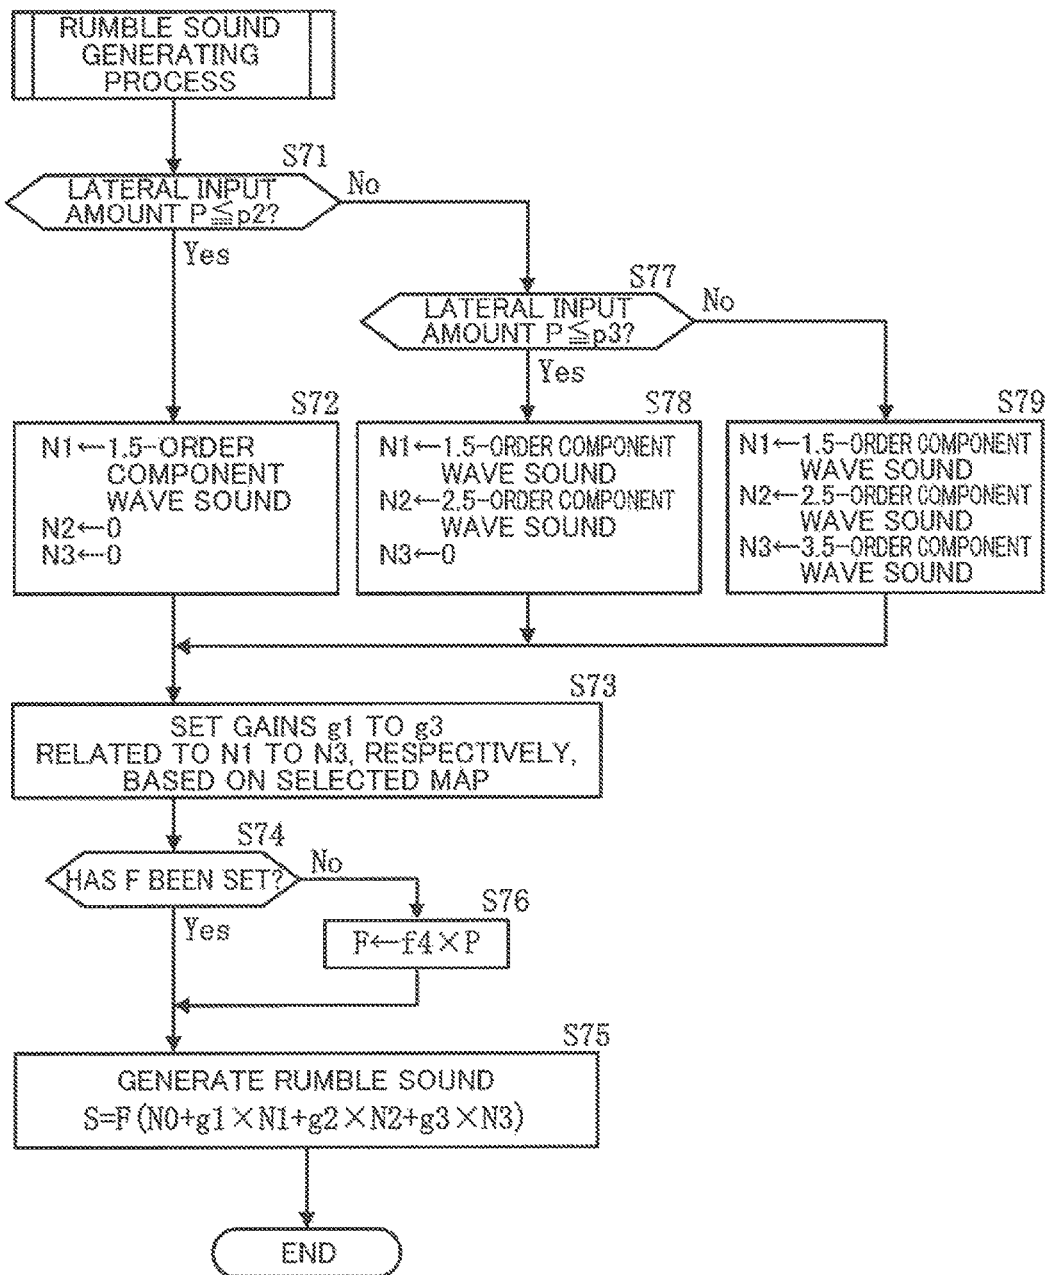 RUMBLE SOUND
GENERATING
PROCESS
S71
LATERAL INPUT
AMOUNT P≦p2?
No
Yes
S77
LATERAL INPUT
AMOUNT P≦p3?
No
Yes
S72
N1←1.5-ORDER
COMPONENT
WAVE SOUND
N2←0
N3←0
S78
N1←1.5-ORDER COMPONENT
WAVE SOUND
N2←2.5-ORDER COMPONENT
WAVE SOUND
N3←0
S79
N1←1.5-ORDER COMPONENT
WAVE SOUND
N2←2.5-ORDER COMPONENT
WAVE SOUND
N3←3.5-ORDER COMPONENT
WAVE SOUND
S73
SET GAINS g1 TO g3
RELATED TO N1 TO N3, RESPECTIVELY,
BASED ON SELECTED MAP
S74
HAS F BEEN SET?
No
Yes
S76
F←f4×P
S75
GENERATE RUMBLE SOUND
S=F(N0+g1×N1+g2×N2+g3×N3)
END